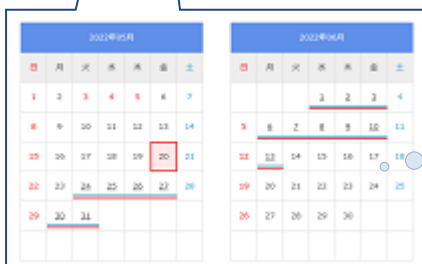 2022年05月
日 月 火 水 木 金 土
1 2 3 4 5 6 7
8 9 10 11 12 13 14
15 16 17 18 19 20 21
22 23 24 25 26 27 28
29 30 31
2022年06月
日 月 火 水 木 金 土
1 2 3 4
5 6 7 8 9 10 11
12 13 14 15 16 17 18
19 20 21 22 23 24 25
26 27 28 29 30